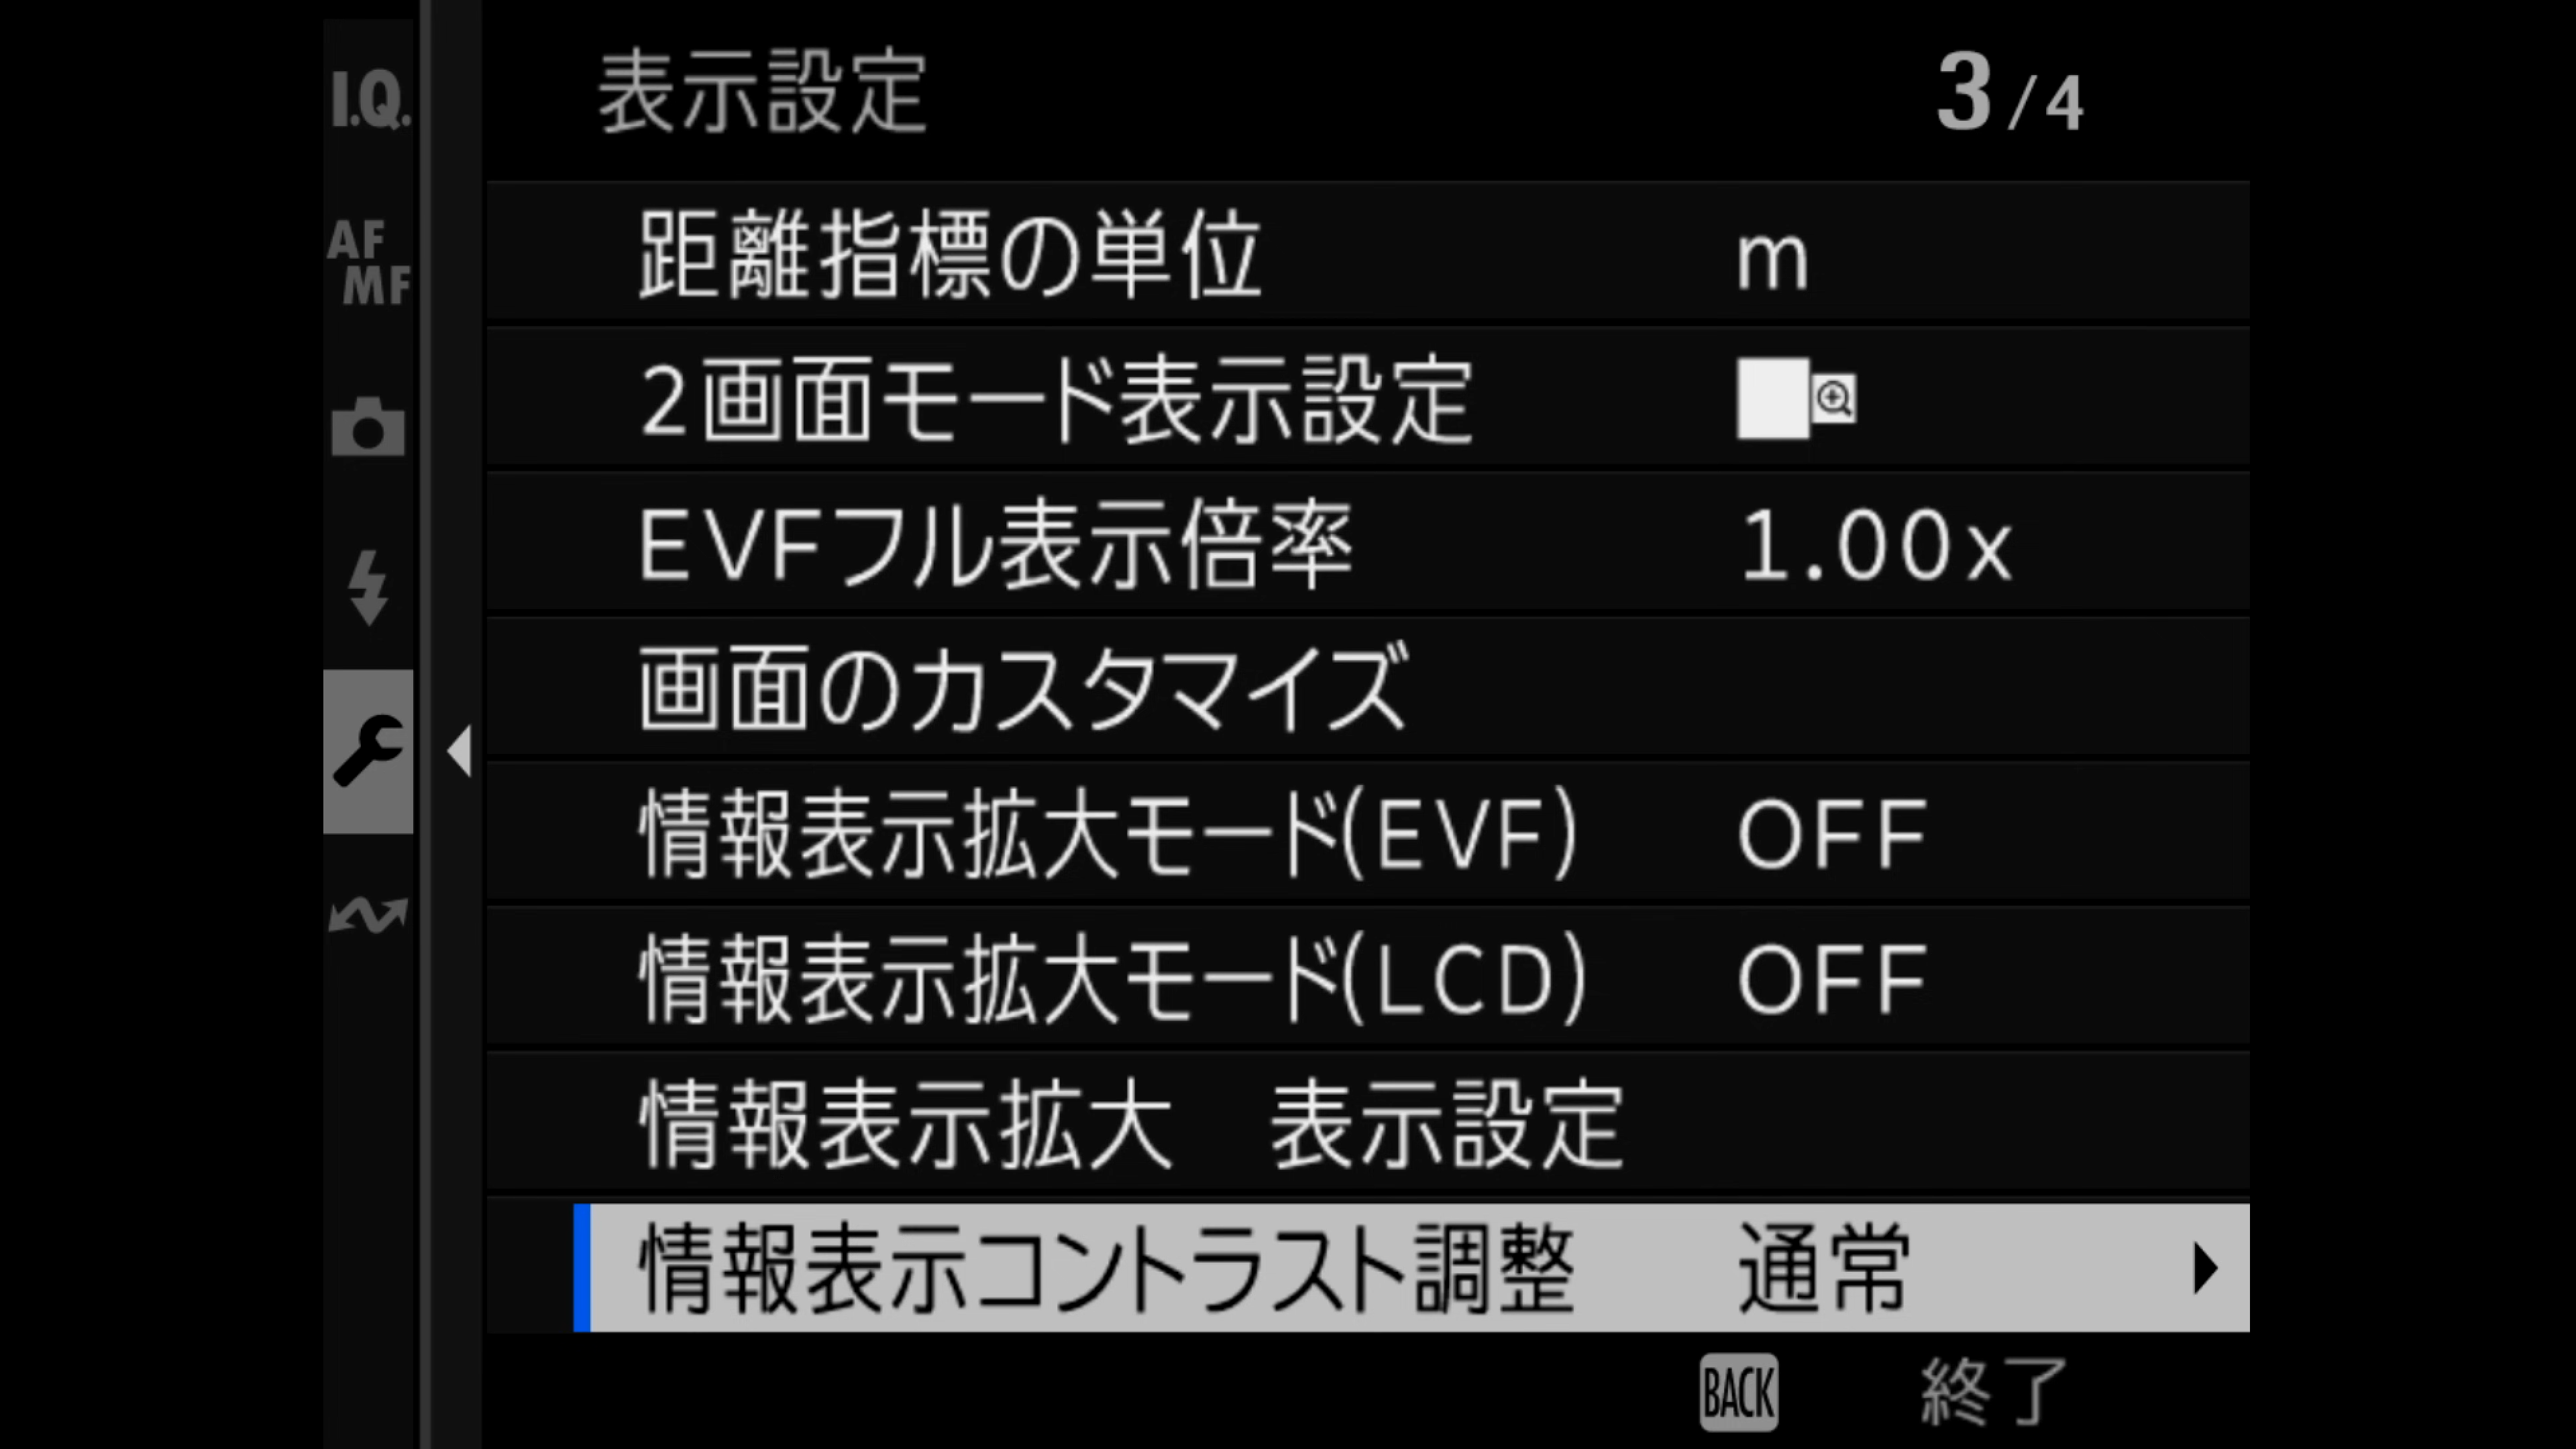 I.Q.
AF
MF
表示設定 3/4
距離指標の単位 m
2画面モード表示設定
EVFフル表示倍率 1.00x
画面のカスタマイズ
情報表示拡大モード(EVF) OFF
情報表示拡大モード(LCD) OFF
情報表示拡大　表示設定
情報表示コントラスト調整 通常
BACK 終了